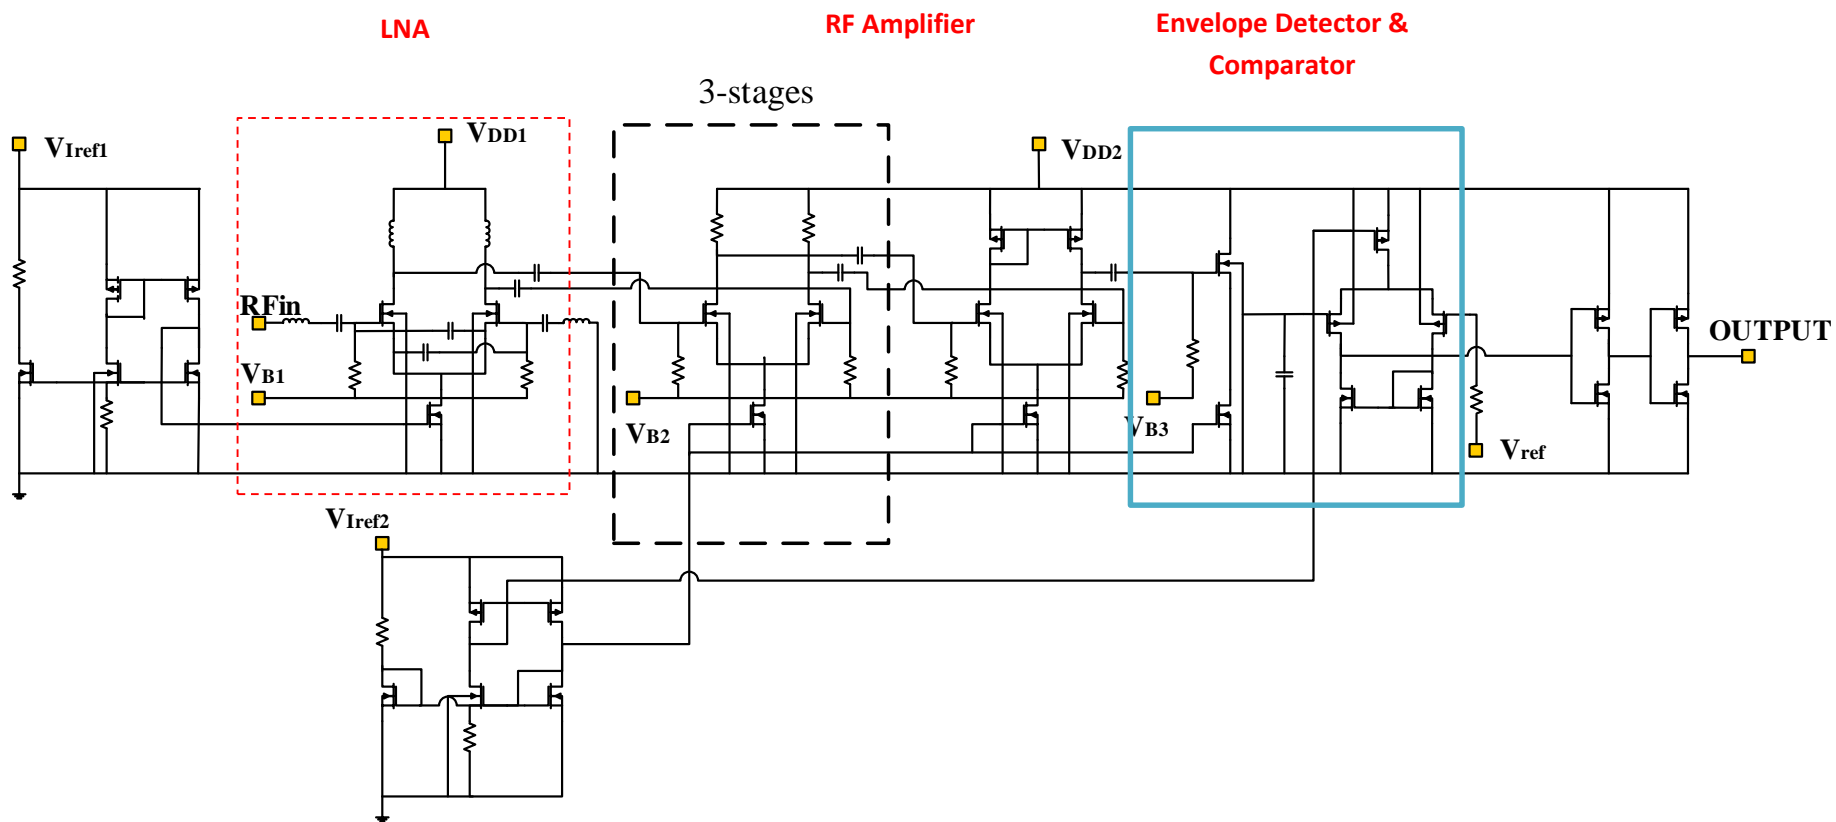 LNA
RF Amplifier
Envelope Detector &
Comparator
3-stages
VIref1
VDD1
VDD2
RFin
OUTPUT
VB1
VB2
VB3
Vref
VIref2